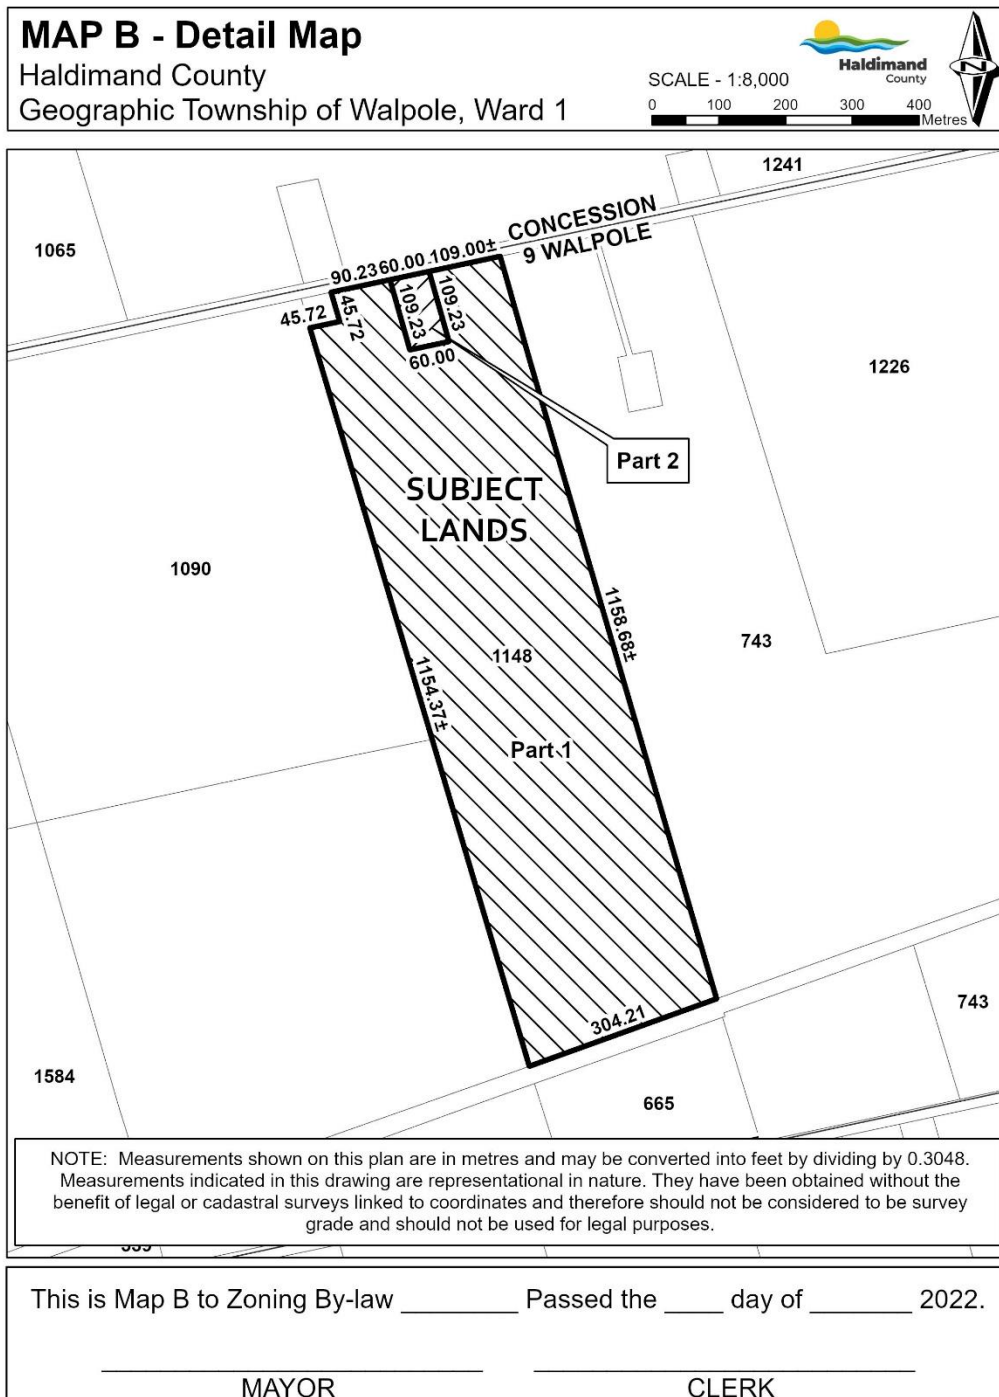 MAP B - Detail Map
Haldimand County
Geographic Township of Walpole, Ward 1
SCALE - 1:8,000
0 100 200 300 400
Metres
Haldimand
County
N
1241
CONCESSION
9 WALPOLE
1065
90.23
60.00
109.00±
45.72
45.72
109.23
109.23
60.00
1226
Part 2
SUBJECT
LANDS
1090
1158.68±
743
1148
1154.37±
Part 1
304.21
743
1584
665
NOTE: Measurements shown on this plan are in metres and may be converted into feet by dividing by 0.3048.
Measurements indicated in this drawing are representational in nature. They have been obtained without the
benefit of legal or cadastral surveys linked to coordinates and therefore should not be considered to be survey
grade and should not be used for legal purposes.
This is Map B to Zoning By-law ________ Passed the ____ day of _______ 2022.
MAYOR
CLERK